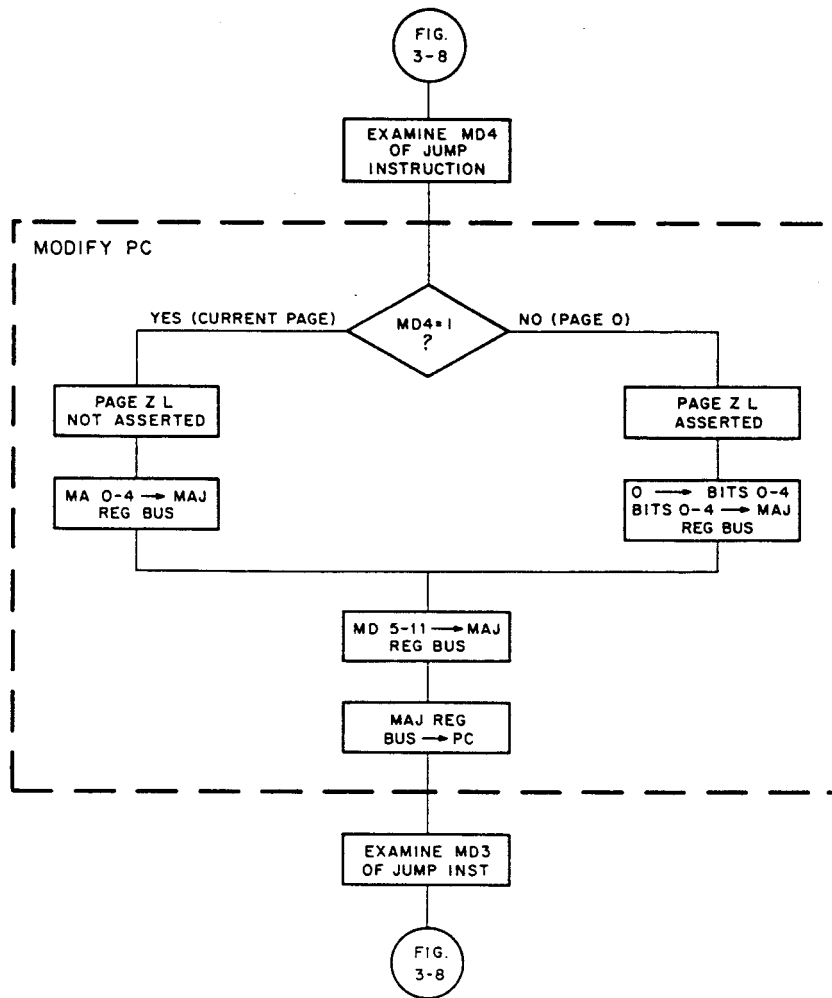 FIG.
3-8
EXAMINE MD4
OF JUMP
INSTRUCTION
MODIFY PC
YES (CURRENT PAGE)
MD4=1
?
NO (PAGE 0)
PAGE Z L
NOT ASSERTED
PAGE Z L
ASSERTED
MA 0-4 → MAJ
REG BUS
0 → BITS 0-4
BITS 0-4 → MAJ
REG BUS
MD 5-11 → MAJ
REG BUS
MAJ REG
BUS → PC
EXAMINE MD3
OF JUMP INST
FIG.
3-8